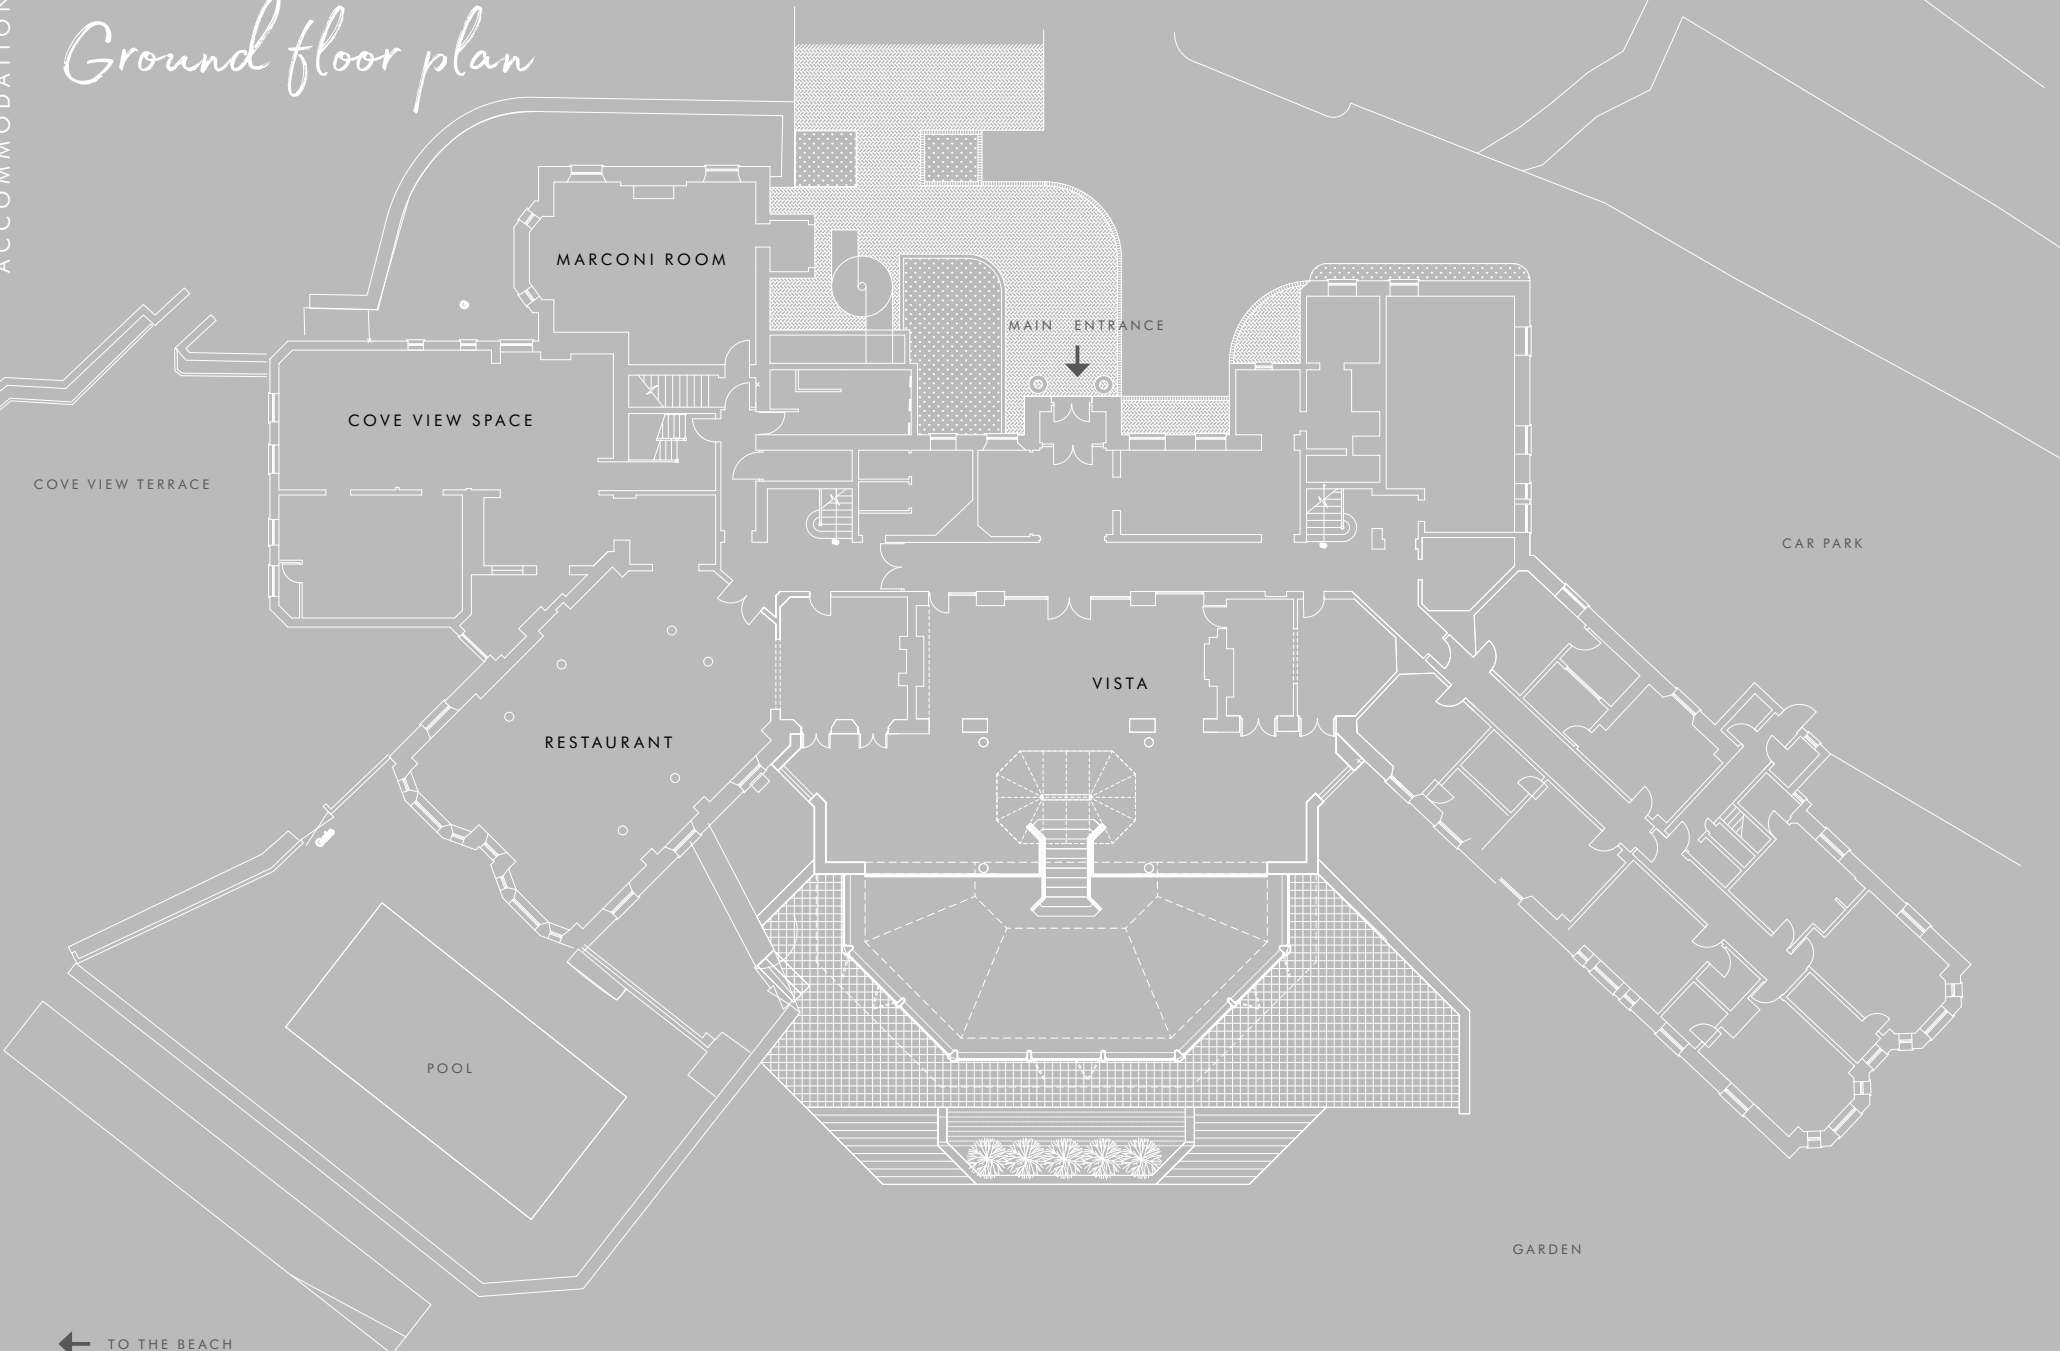 Ground floor plan
ACCOMMODATION
MARCONI ROOM
MAIN ENTRANCE
COVE VIEW SPACE
COVE VIEW TERRACE
CAR PARK
VISTA
RESTAURANT
POOL
GARDEN
TO THE BEACH